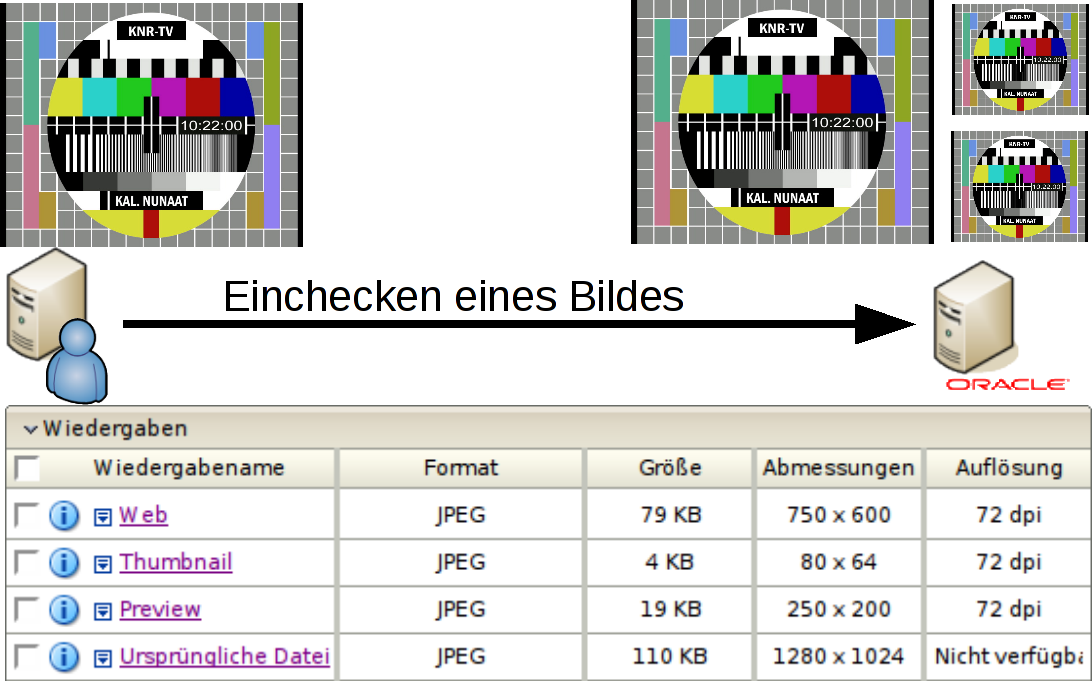 KNR-TV
10:22:00
KAL. NUNAAT
KNR-TV
10:22:00
KAL. NUNAAT
KNR-TV
10:22:00
KAL. NUNAAT
KNR-TV
10:22:00
KAL. NUNAAT
Einchecken eines Bildes
ORACLE
Wiedergaben
Wiedergabename Format Größe Abmessungen Auflösung
Web JPEG 79 KB 750 x 600 72 dpi
Thumbnail JPEG 4 KB 80 x 64 72 dpi
Preview JPEG 19 KB 250 x 200 72 dpi
Ursprüngliche Datei JPEG 110 KB 1280 x 1024 Nicht verfügba